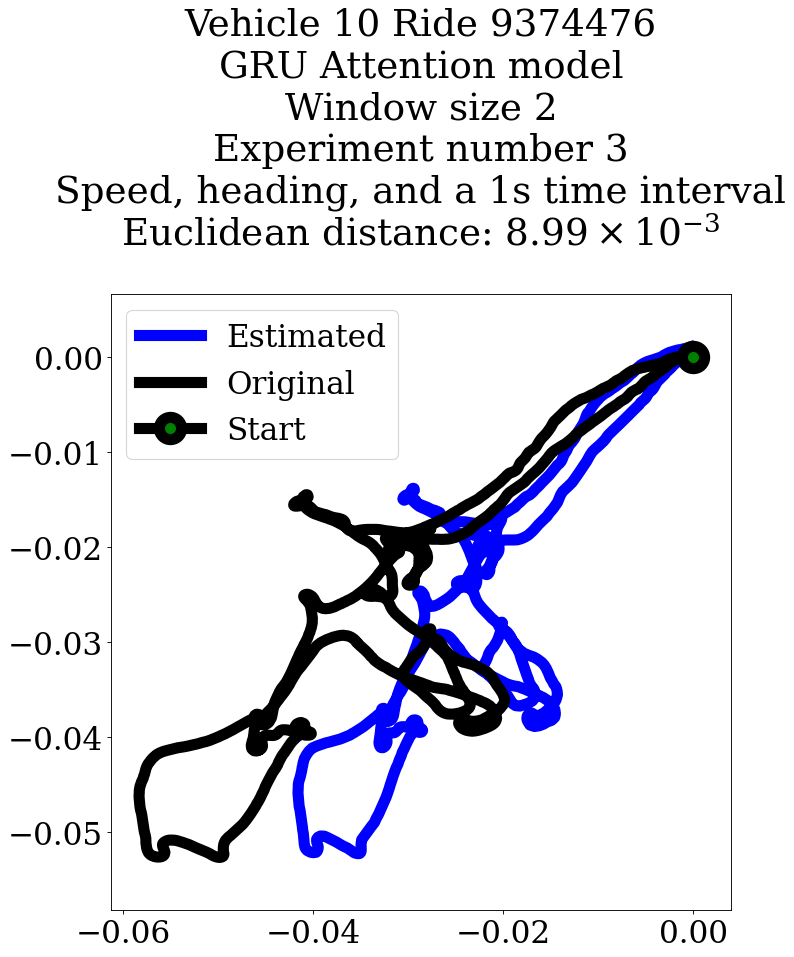 Vehicle 10 Ride 9374476
GRU Attention model
Window size 2
Experiment number 3
Speed, heading, and a 1s time interval
Euclidean distance: 8.99 × 10⁻³
Estimated
Original
Start
0.00
−0.01
−0.02
−0.03
−0.04
−0.05
−0.06 −0.04 −0.02 0.00